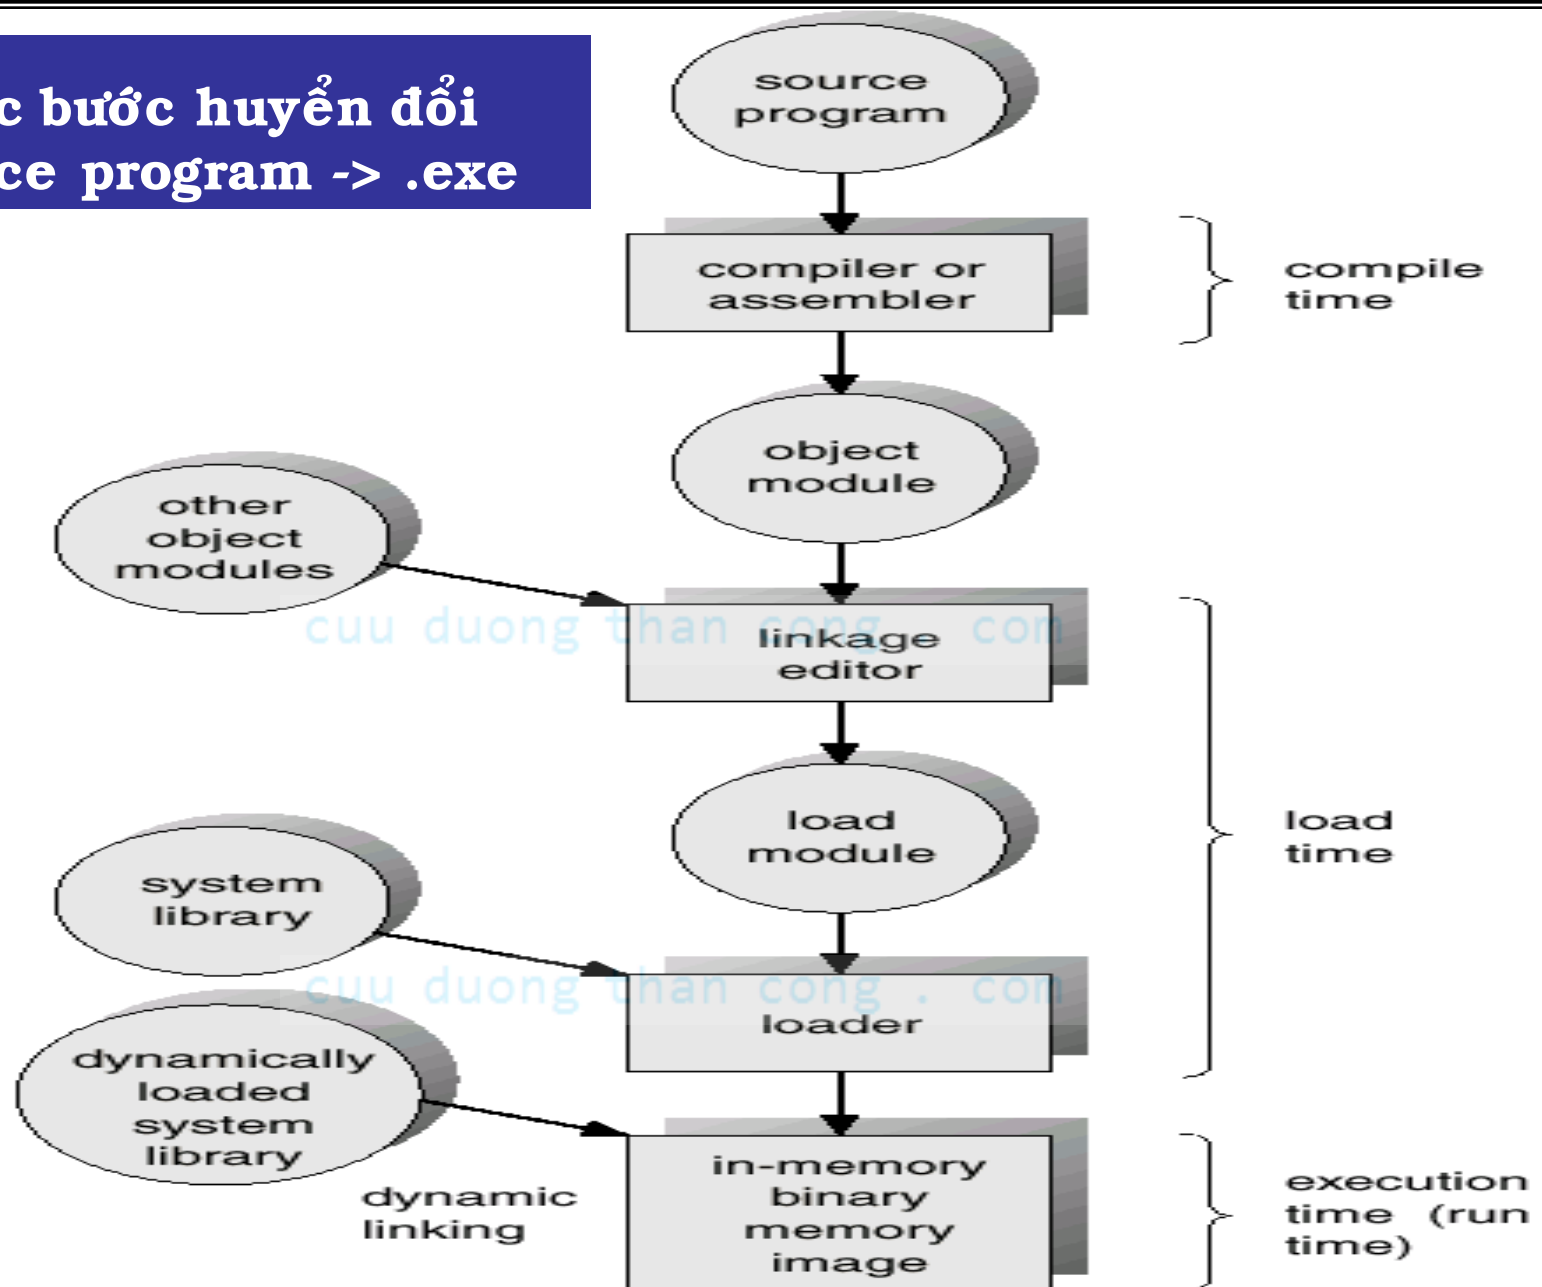 c bước huyển đổi
ce program -> .exe
source
program
compiler or
assembler
compile
time
object
module
other
object
modules
cuu duong than cong . com
linkage
editor
load
module
load
time
system
library
cuu duong than cong . com
loader
dynamically
loaded
system
library
dynamic
linking
in-memory
binary
memory
image
execution
time (run
time)